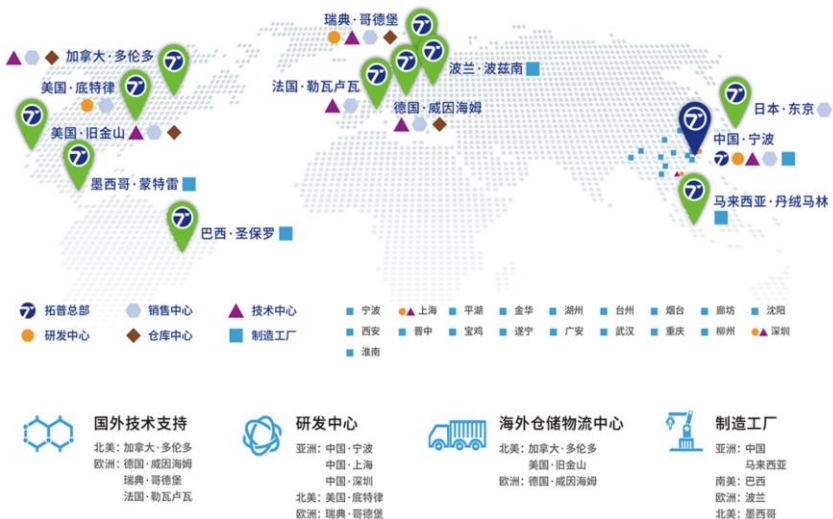 瑞典·哥德堡
加拿大·多伦多
波兰·波兹南
美国·底特律
法国·勒瓦卢瓦
德国·威因海姆
日本·东京
美国·旧金山
中国·宁波
墨西哥·蒙特雷
马来西亚·丹绒马林
巴西·圣保罗
拓普总部 销售中心 技术中心
研发中心 仓库中心 制造工厂
宁波 上海 平湖 金华 湖州 台州 烟台 廊坊 沈阳
西安 晋中 宝鸡 遂宁 广安 武汉 重庆 柳州 深圳
淮南
国外技术支持
北美：加拿大·多伦多
欧洲：德国·威因海姆
瑞典·哥德堡
法国·勒瓦卢瓦
研发中心
亚洲：中国·宁波
中国·上海
中国·深圳
北美：美国·底特律
欧洲：瑞典·哥德堡
海外仓储物流中心
北美：加拿大·多伦多
美国·旧金山
欧洲：德国·威因海姆
制造工厂
亚洲：中国
马来西亚
南美：巴西
欧洲：波兰
北美：墨西哥